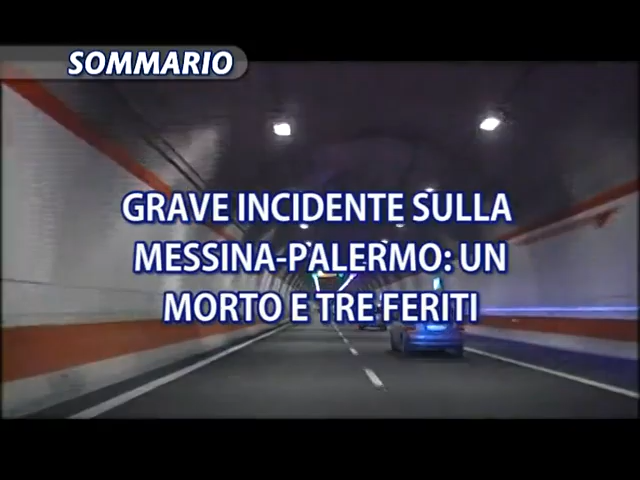 SOMMARIO
GRAVE INCIDENTE SULLA
MESSINA-PALERMO: UN
MORTO E TRE FERITI